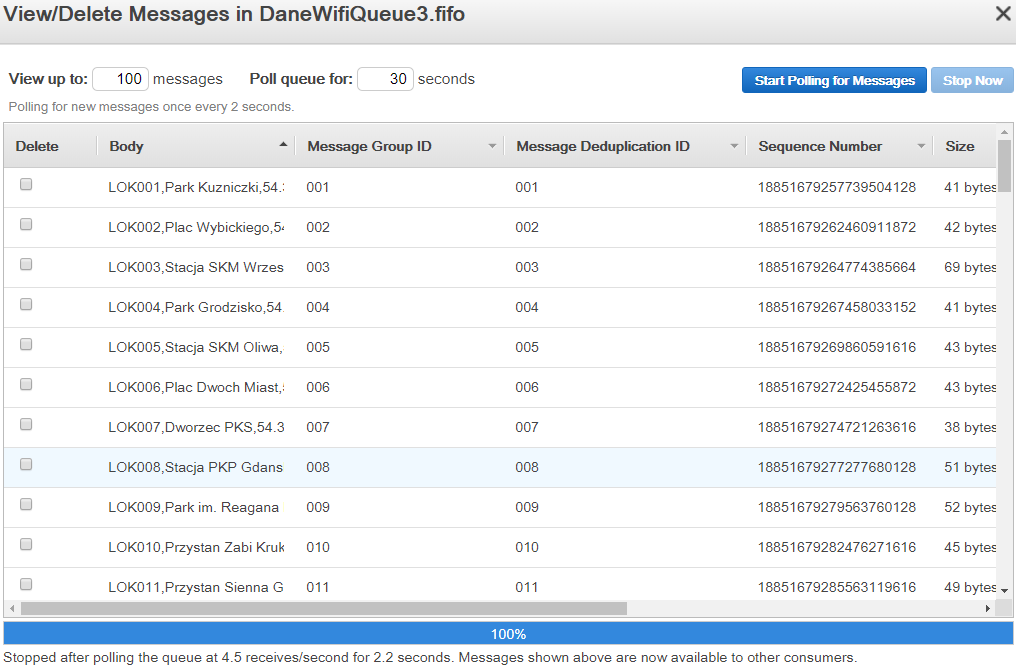 View/Delete Messages in DaneWifiQueue3.fifo
View up to: 100 messages Poll queue for: 30 seconds Start Polling for Messages Stop Now
Polling for new messages once every 2 seconds.
Delete Body Message Group ID Message Deduplication ID Sequence Number Size
LOK001,Park Kuzniczki,54. 001 001 18851679257739504128 41 bytes
LOK002,Plac Wybickiego,54 002 002 18851679262460911872 42 bytes
LOK003,Stacja SKM Wrzes 003 003 18851679264774385664 69 bytes
LOK004,Park Grodzisko,54. 004 004 18851679267458033152 41 bytes
LOK005,Stacja SKM Oliwa, 005 005 18851679269860591616 43 bytes
LOK006,Plac Dwoch Miast, 006 006 18851679272425455872 43 bytes
LOK007,Dworzec PKS,54.3 007 007 18851679274721263616 38 bytes
LOK008,Stacja PKP Gdans 008 008 18851679277277680128 51 bytes
LOK009,Park im. Reagana 009 009 18851679279563760128 52 bytes
LOK010,Przystan Zabi Kruk 010 010 18851679282476271616 45 bytes
LOK011,Przystan Sienna G 011 011 18851679285563119616 49 bytes
100%
Stopped after polling the queue at 4.5 receives/second for 2.2 seconds. Messages shown above are now available to other consumers.